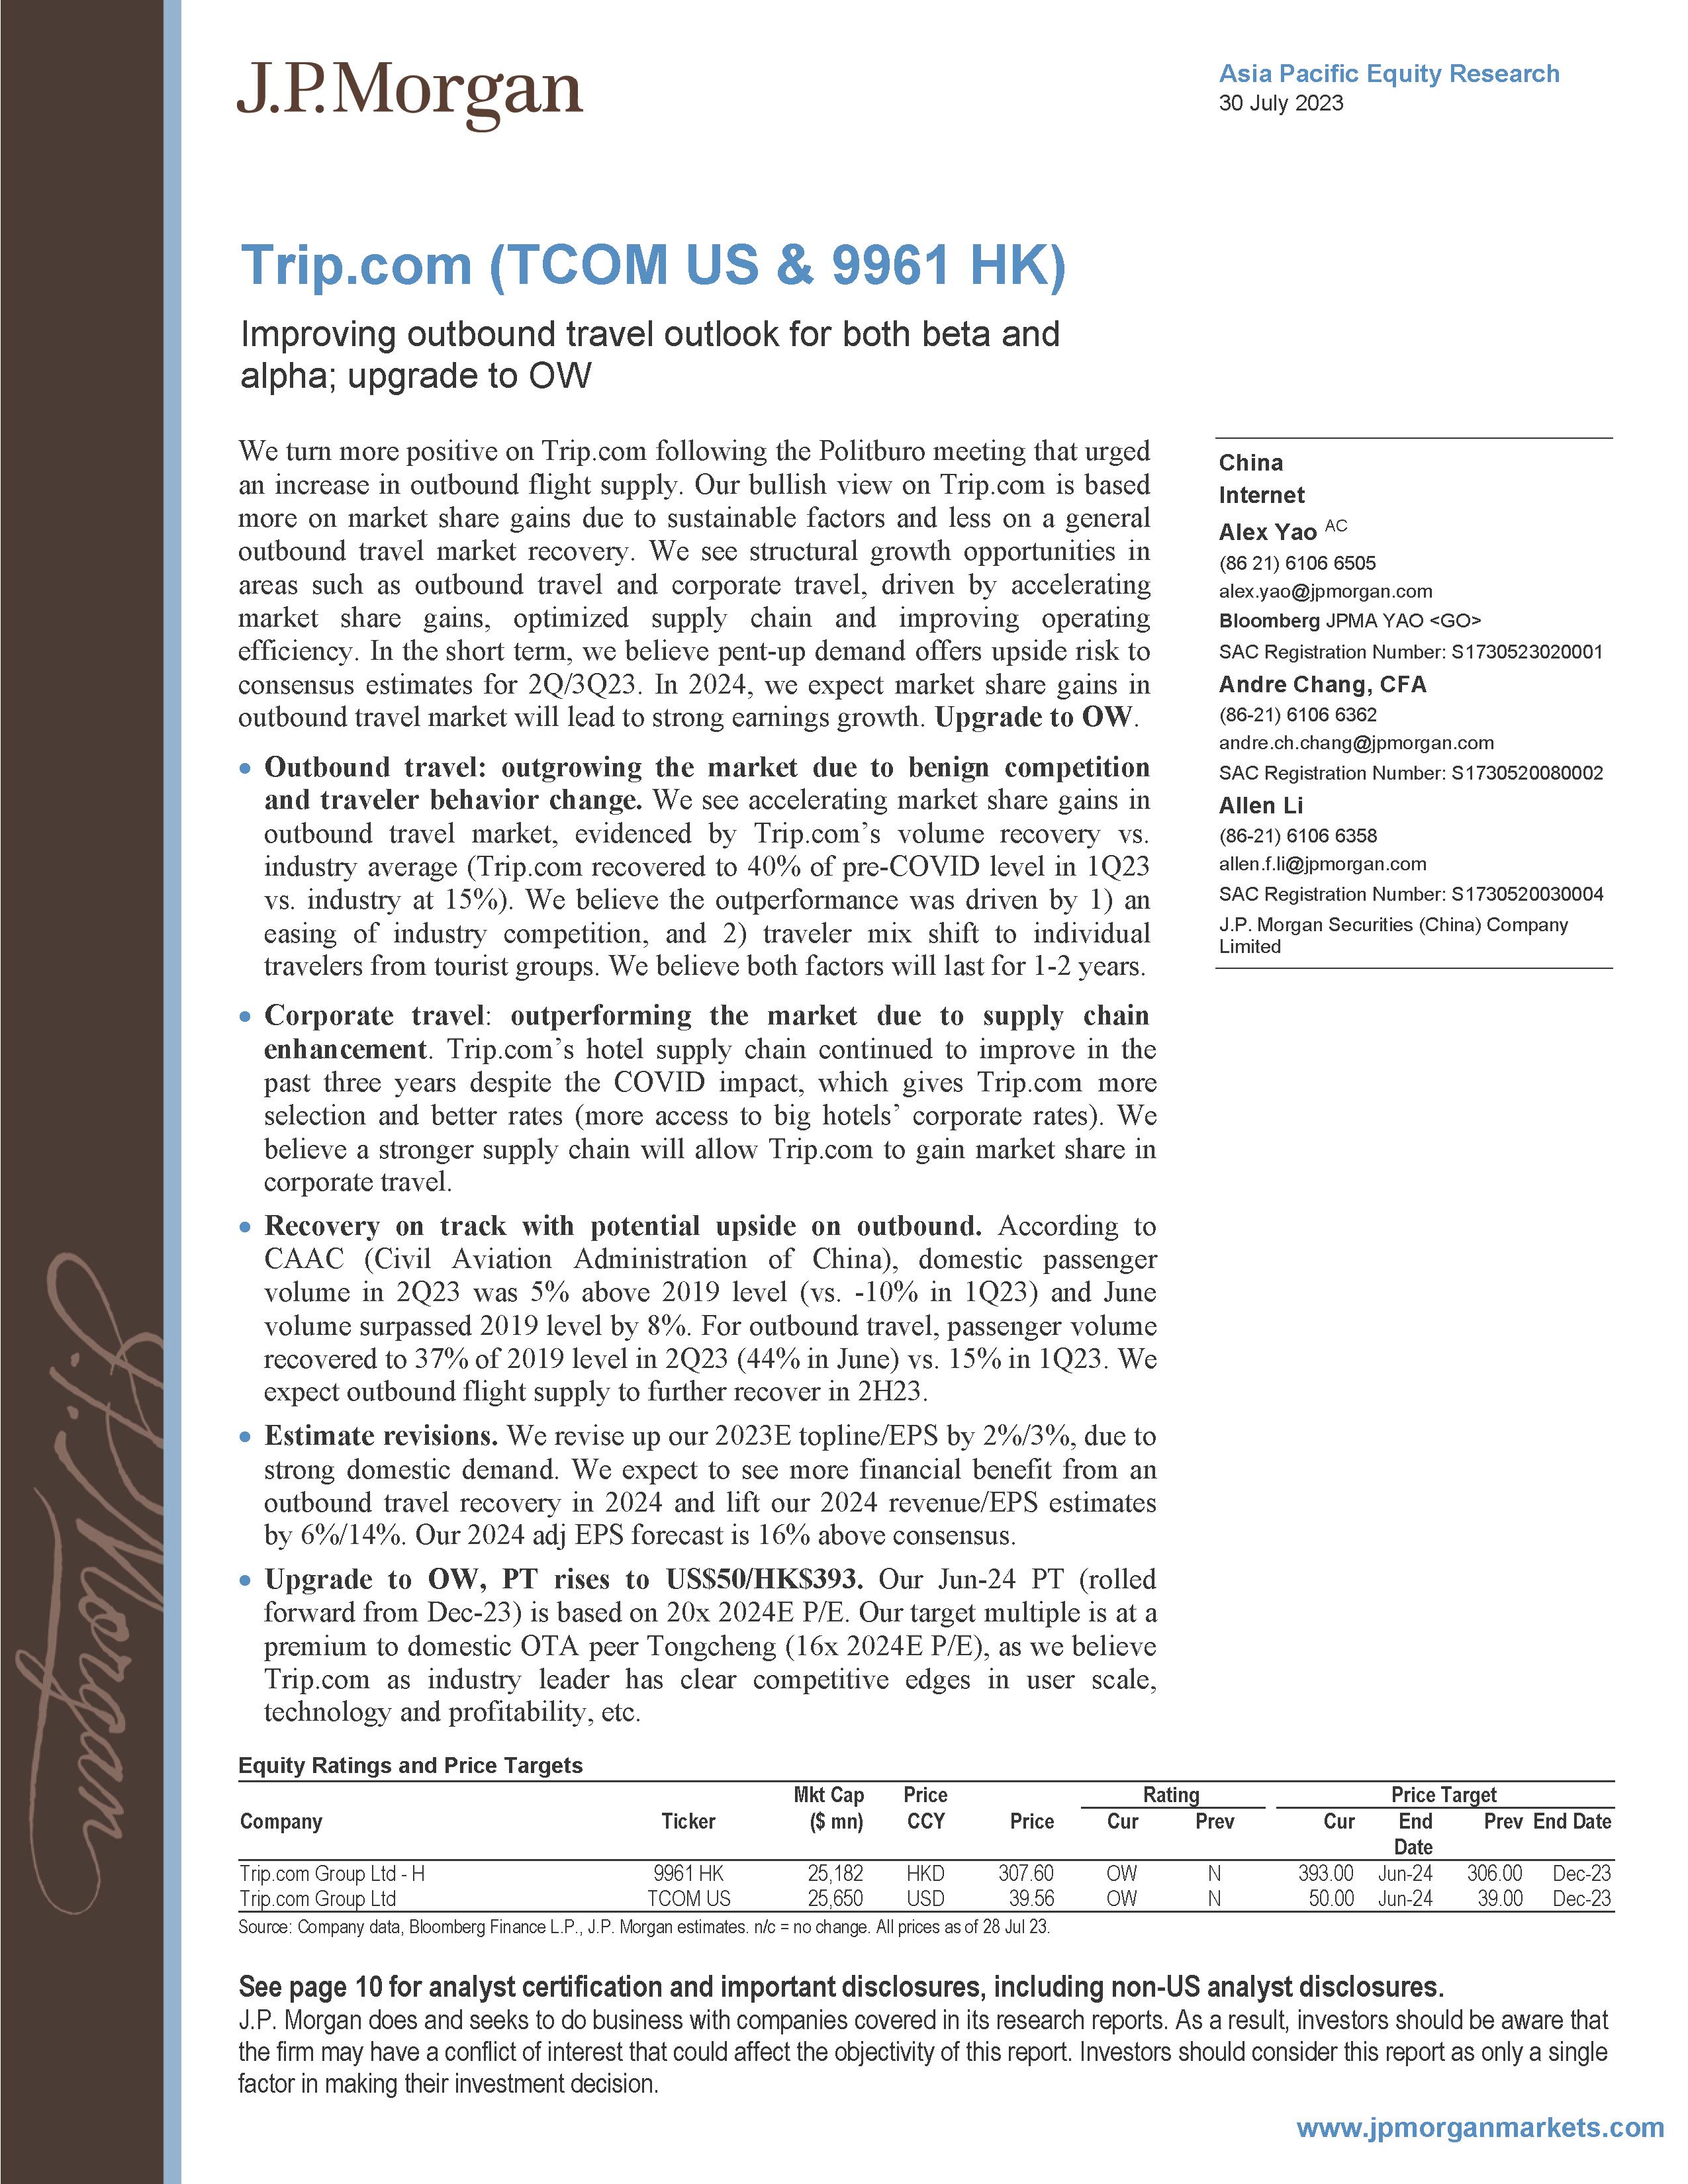 J.P.Morgan
Asia Pacific Equity Research
30 July 2023
Trip.com (TCOM US & 9961 HK)
Improving outbound travel outlook for both beta and
alpha; upgrade to OW
We turn more positive on Trip.com following the Politburo meeting that urged
an increase in outbound flight supply. Our bullish view on Trip.com is based
more on market share gains due to sustainable factors and less on a general
outbound travel market recovery. We see structural growth opportunities in
areas such as outbound travel and corporate travel, driven by accelerating
market share gains, optimized supply chain and improving operating
efficiency. In the short term, we believe pent-up demand offers upside risk to
consensus estimates for 2Q/3Q23. In 2024, we expect market share gains in
outbound travel market will lead to strong earnings growth. Upgrade to OW.
• Outbound travel: outgrowing the market due to benign competition
and traveler behavior change. We see accelerating market share gains in
outbound travel market, evidenced by Trip.com’s volume recovery vs.
industry average (Trip.com recovered to 40% of pre-COVID level in 1Q23
vs. industry at 15%). We believe the outperformance was driven by 1) an
easing of industry competition, and 2) traveler mix shift to individual
travelers from tourist groups. We believe both factors will last for 1-2 years.
• Corporate travel: outperforming the market due to supply chain
enhancement. Trip.com’s hotel supply chain continued to improve in the
past three years despite the COVID impact, which gives Trip.com more
selection and better rates (more access to big hotels’ corporate rates). We
believe a stronger supply chain will allow Trip.com to gain market share in
corporate travel.
• Recovery on track with potential upside on outbound. According to
CAAC (Civil Aviation Administration of China), domestic passenger
volume in 2Q23 was 5% above 2019 level (vs. -10% in 1Q23) and June
volume surpassed 2019 level by 8%. For outbound travel, passenger volume
recovered to 37% of 2019 level in 2Q23 (44% in June) vs. 15% in 1Q23. We
expect outbound flight supply to further recover in 2H23.
• Estimate revisions. We revise up our 2023E topline/EPS by 2%/3%, due to
strong domestic demand. We expect to see more financial benefit from an
outbound travel recovery in 2024 and lift our 2024 revenue/EPS estimates
by 6%/14%. Our 2024 adj EPS forecast is 16% above consensus.
• Upgrade to OW, PT rises to US$50/HK$393. Our Jun-24 PT (rolled
forward from Dec-23) is based on 20x 2024E P/E. Our target multiple is at a
premium to domestic OTA peer Tongcheng (16x 2024E P/E), as we believe
Trip.com as industry leader has clear competitive edges in user scale,
technology and profitability, etc.
China
Internet
Alex Yao AC
(86 21) 6106 6505
alex.yao@jpmorgan.com
Bloomberg JPMA YAO <GO>
SAC Registration Number: S1730523020001
Andre Chang, CFA
(86-21) 6106 6362
andre.ch.chang@jpmorgan.com
SAC Registration Number: S1730520080002
Allen Li
(86-21) 6106 6358
allen.f.li@jpmorgan.com
SAC Registration Number: S1730520030004
J.P. Morgan Securities (China) Company
Limited
J.P.Morgan
Equity Ratings and Price Targets
Mkt Cap Price Rating Price Target
Company Ticker ($ mn) CCY Price Cur Prev Cur End Prev End Date
Date
Trip.com Group Ltd - H 9961 HK 25,182 HKD 307.60 OW N 393.00 Jun-24 306.00 Dec-23
Trip.com Group Ltd TCOM US 25,650 USD 39.56 OW N 50.00 Jun-24 39.00 Dec-23
Source: Company data, Bloomberg Finance L.P., J.P. Morgan estimates. n/c = no change. All prices as of 28 Jul 23.
See page 10 for analyst certification and important disclosures, including non-US analyst disclosures.
J.P. Morgan does and seeks to do business with companies covered in its research reports. As a result, investors should be aware that
the firm may have a conflict of interest that could affect the objectivity of this report. Investors should consider this report as only a single
factor in making their investment decision.
www.jpmorganmarkets.com